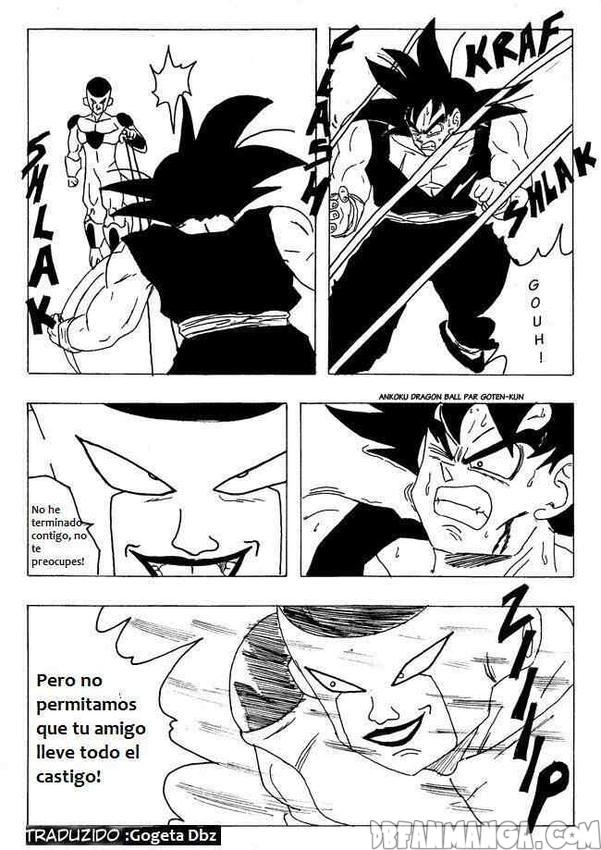 SHLAK
FLASH
KRAF
SHLAK
GOUH!
ANKOKU DRAGON BALL PAR GOTEN-KUN
No he
terminado
contigo, no
te
preocupes!
Pero no
permitamos
que tu amigo
lleve todo el
castigo!
ZIIIIP
TRADUZIDO :Gogeta Dbz
DBFANMANGA.COM